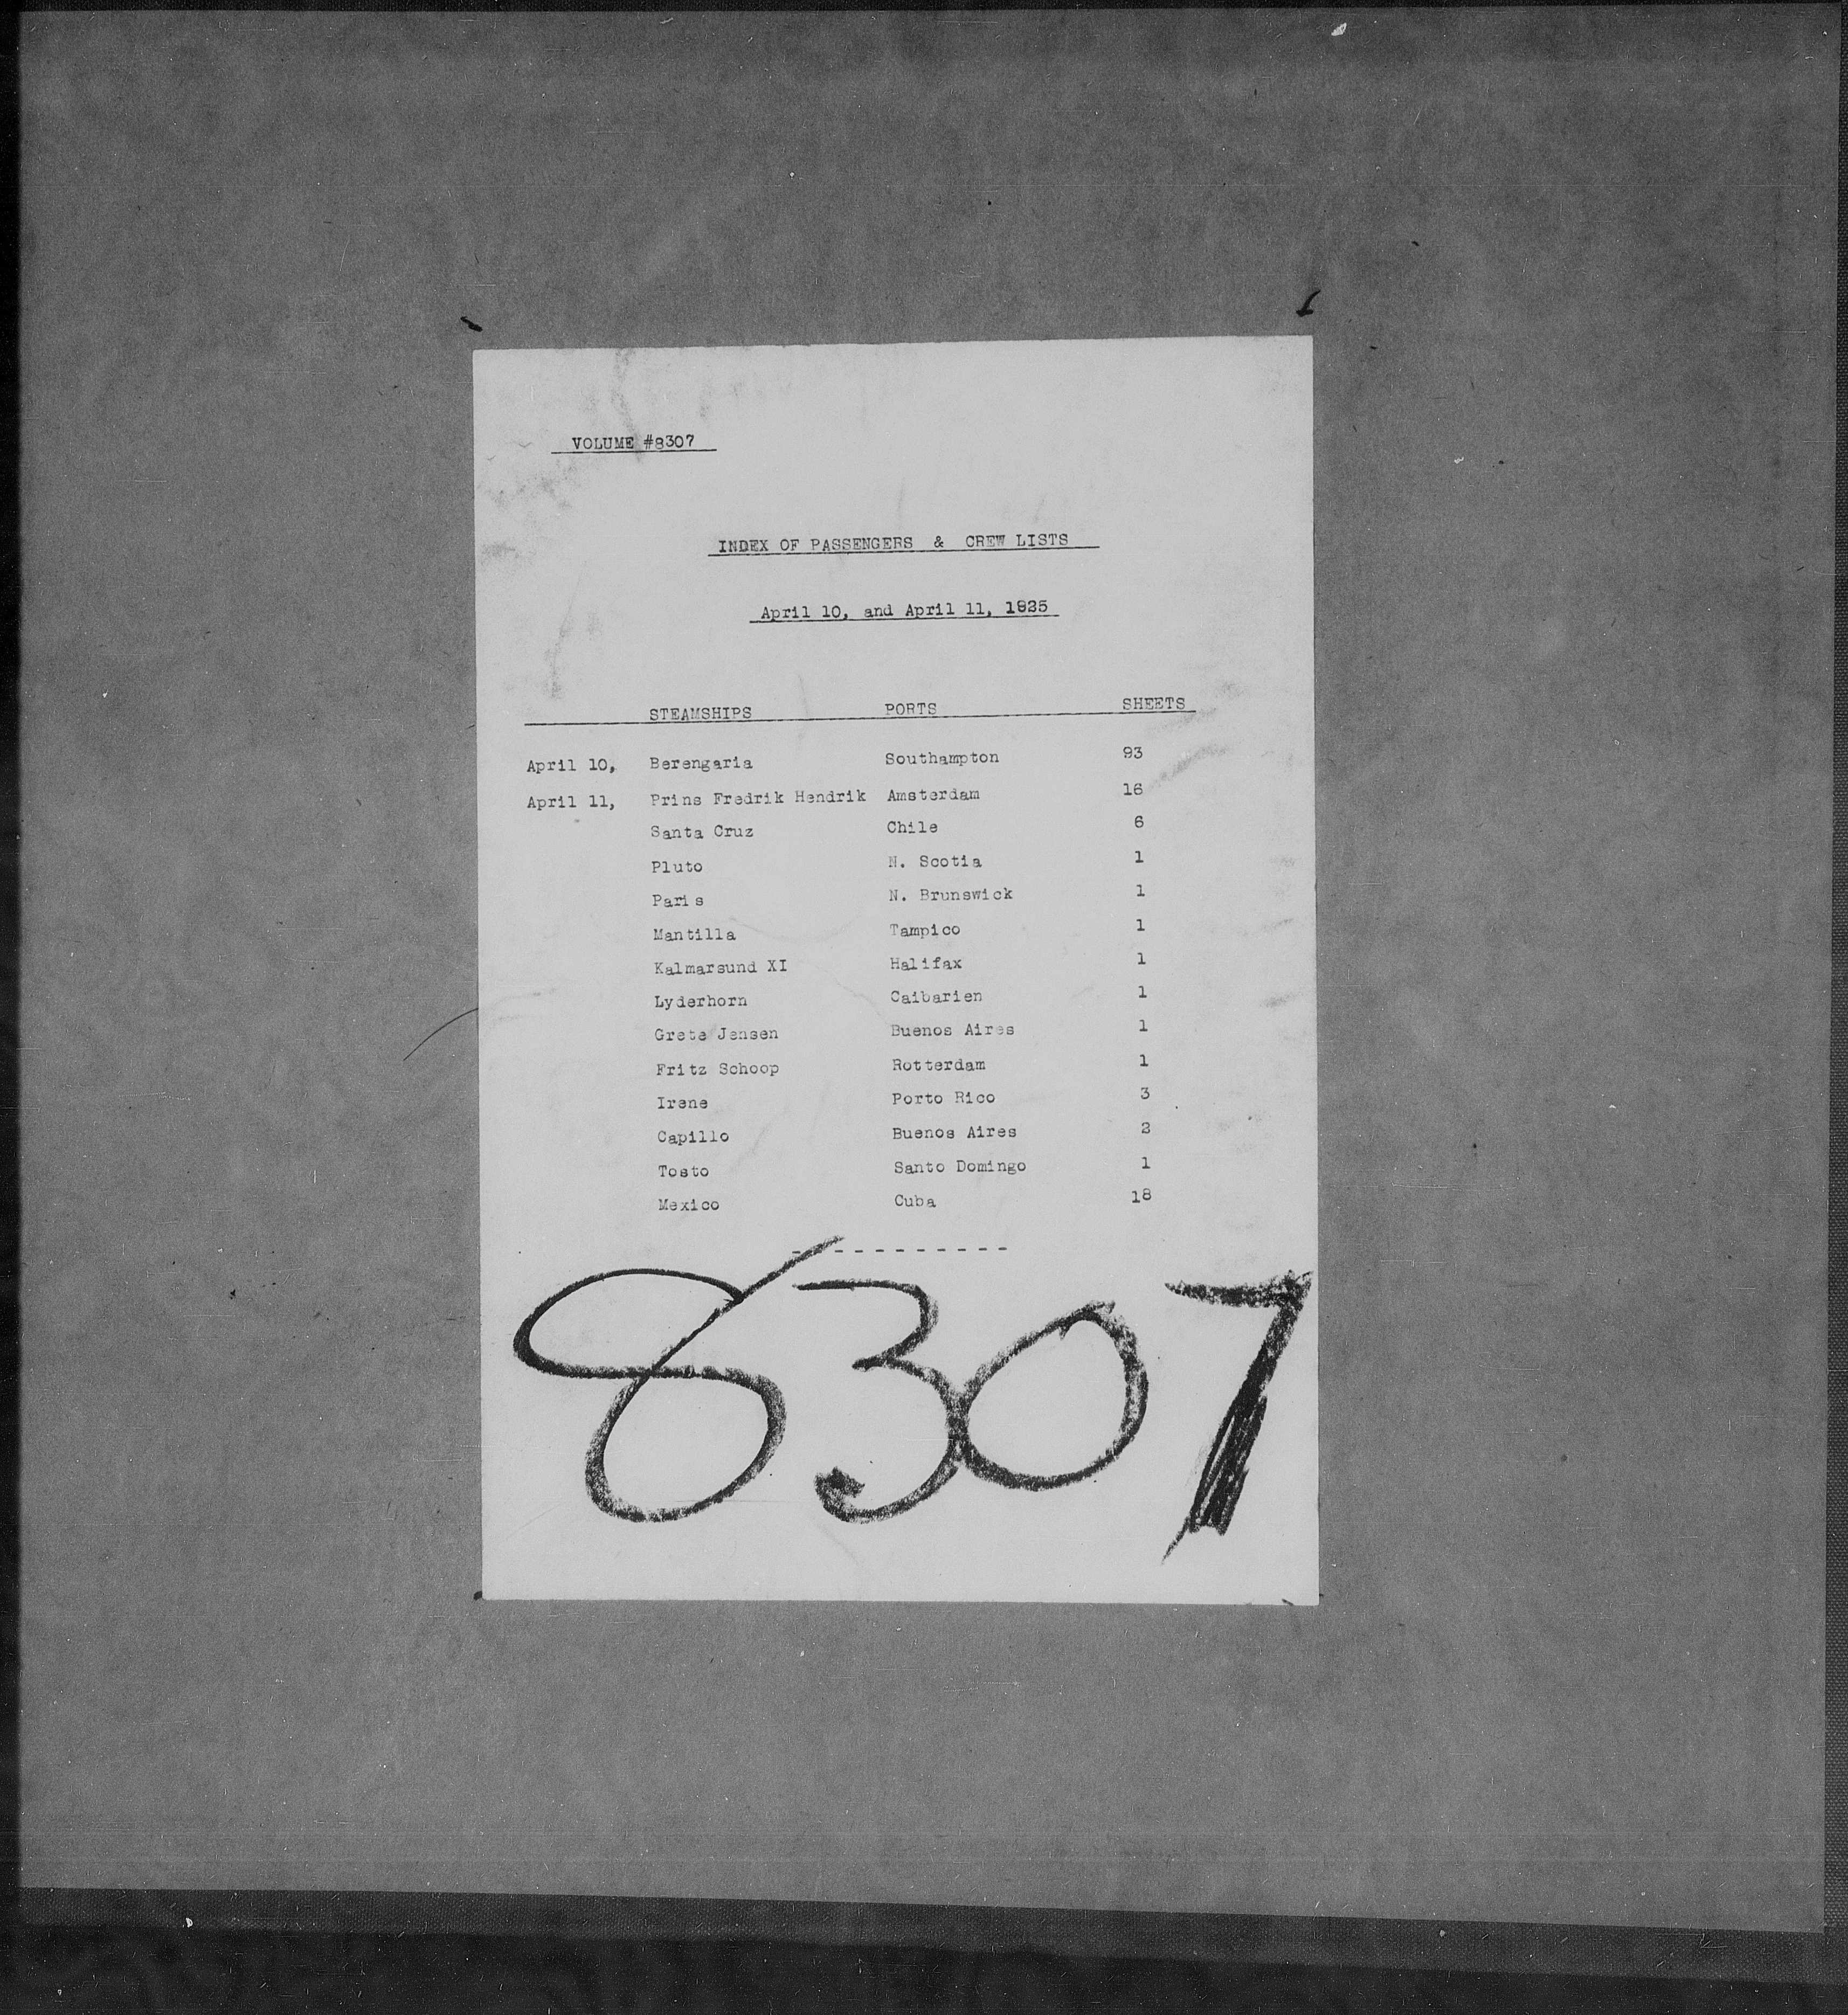 VOLUME #8307
INDEX OF PASSENGERS & CREW LISTS
April 10, and April 11, 1925
STEAMSHIPS PORTS SHEETS
April 10, Berengaria Southampton 93
April 11, Prins Fredrik Hendrik Amsterdam 16
Santa Cruz Chile 6
Pluto N. Scotia 1
Paris N. Brunswick 1
Mantilla Tampico 1
Kalmarsund XI Halifax 1
Lyderhorn Caibarien 1
Grete Jensen Buenos Aires 1
Fritz Schoop Rotterdam 1
Irene Porto Rico 3
Capillo Buenos Aires 2
Tosto Santo Domingo 1
Mexico Cuba 18
8307